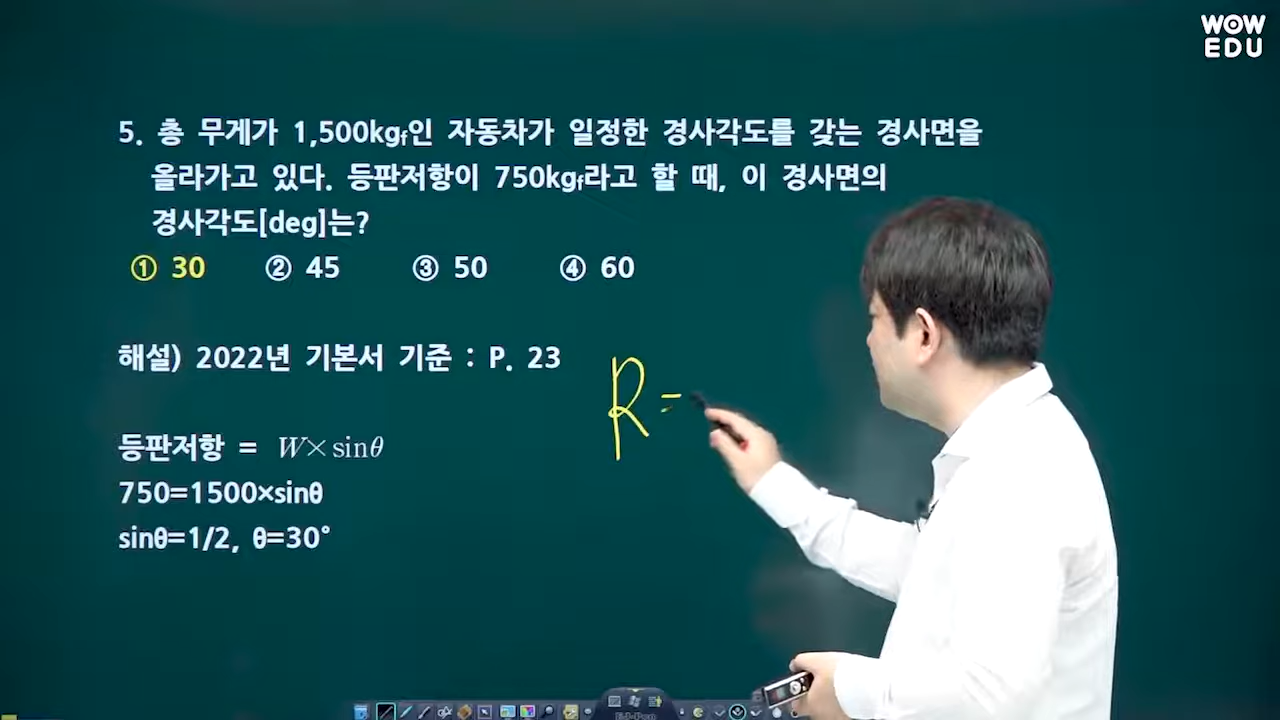 WOW
EDU
5. 총 무게가 1,500kgf인 자동차가 일정한 경사각도를 갖는 경사면을
올라가고 있다. 등판저항이 750kgf라고 할 때, 이 경사면의
경사각도[deg]는?
① 30 ② 45 ③ 50 ④ 60
해설) 2022년 기본서 기준 : P. 23
R=
등판저항 = W×sinθ
750=1500×sinθ
sinθ=1/2, θ=30°